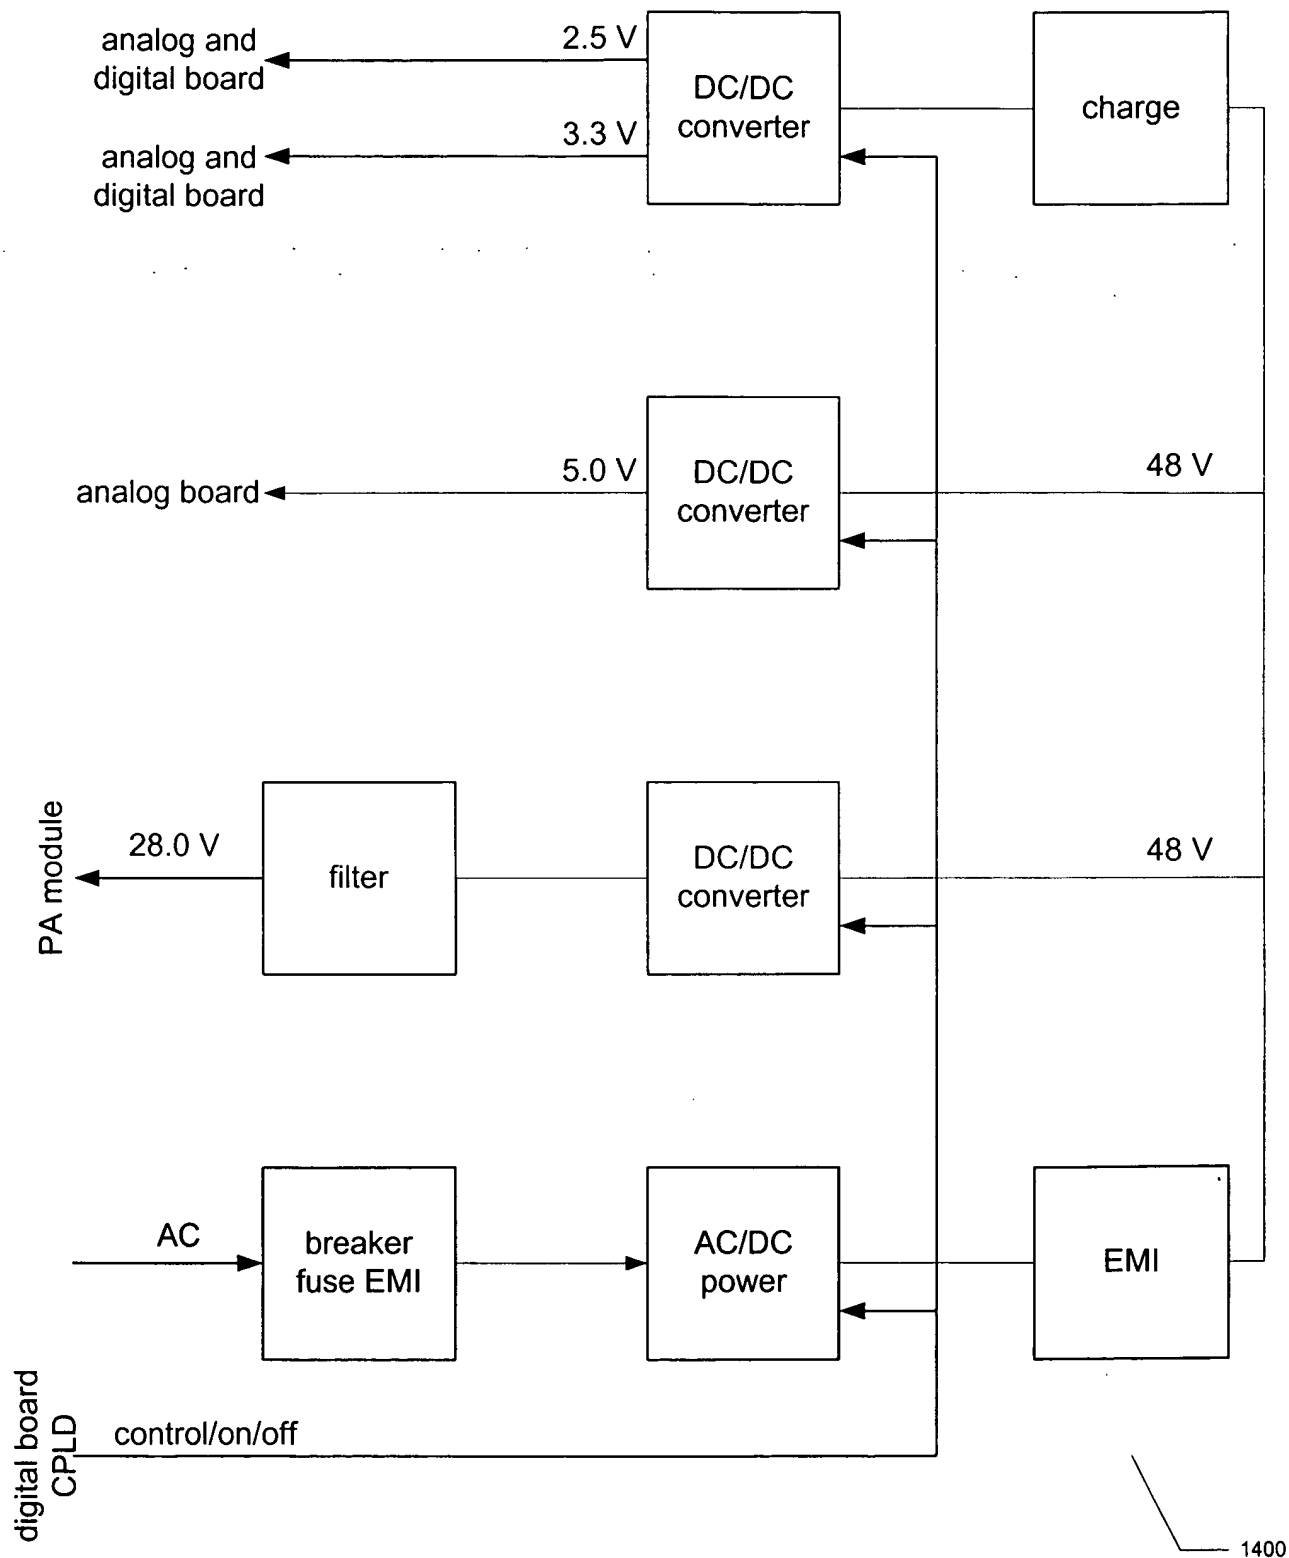 analog and
digital board
2.5 V
analog and
digital board
3.3 V
DC/DC
converter
charge
analog board
5.0 V
DC/DC
converter
48 V
PA module
28.0 V
filter
DC/DC
converter
48 V
AC
breaker
fuse EMI
AC/DC
power
EMI
digital board
CPLD
control/on/off
1400